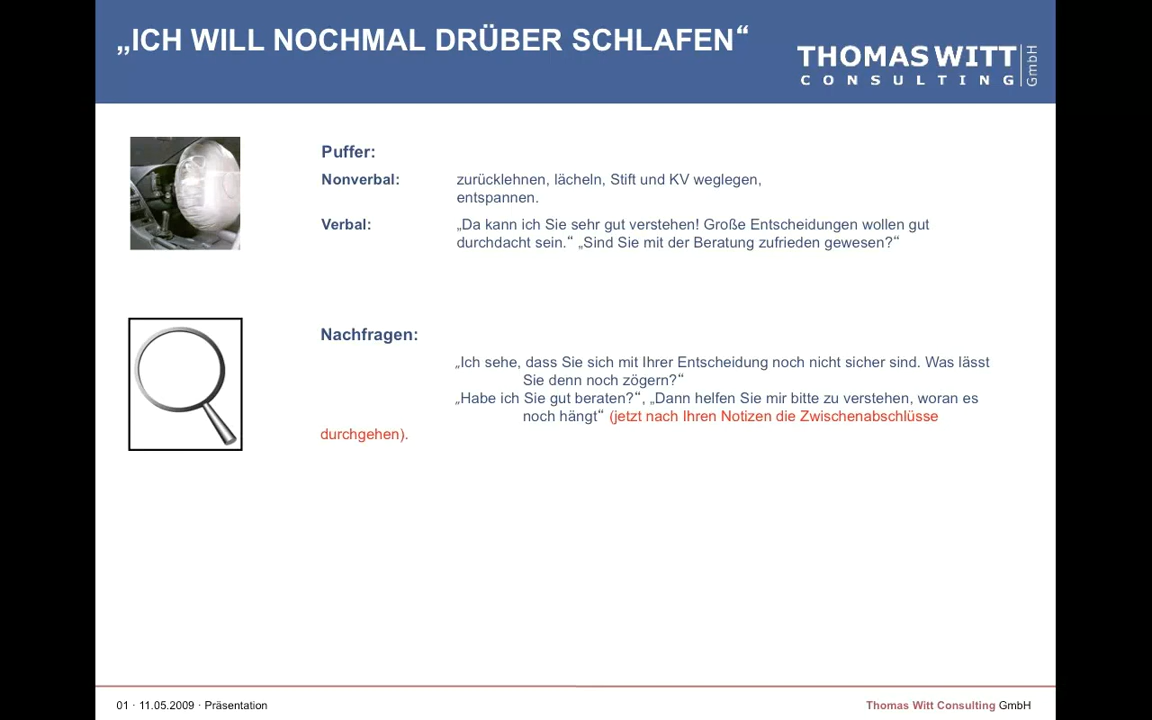 „ICH WILL NOCHMAL DRÜBER SCHLAFEN“
THOMAS WITT
CONSULTING
GmbH
Puffer:
Nonverbal: zurücklehnen, lächeln, Stift und KV weglegen,
entspannen.
Verbal: „Da kann ich Sie sehr gut verstehen! Große Entscheidungen wollen gut
durchdacht sein.“ „Sind Sie mit der Beratung zufrieden gewesen?“
Nachfragen:
„Ich sehe, dass Sie sich mit Ihrer Entscheidung noch nicht sicher sind. Was lässt
Sie denn noch zögern?“
„Habe ich Sie gut beraten?“, „Dann helfen Sie mir bitte zu verstehen, woran es
noch hängt“ (jetzt nach Ihren Notizen die Zwischenabschlüsse
durchgehen).
01 · 11.05.2009 · Präsentation
Thomas Witt Consulting GmbH